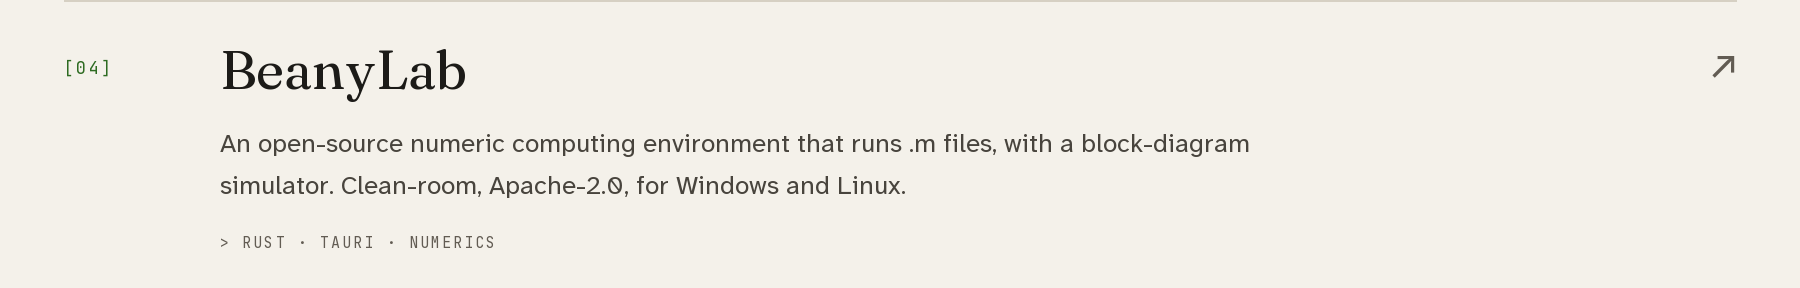 [04]
BeanyLab
An open-source numeric computing environment that runs .m files, with a block-diagram
simulator. Clean-room, Apache-2.0, for Windows and Linux.
> RUST · TAURI · NUMERICS